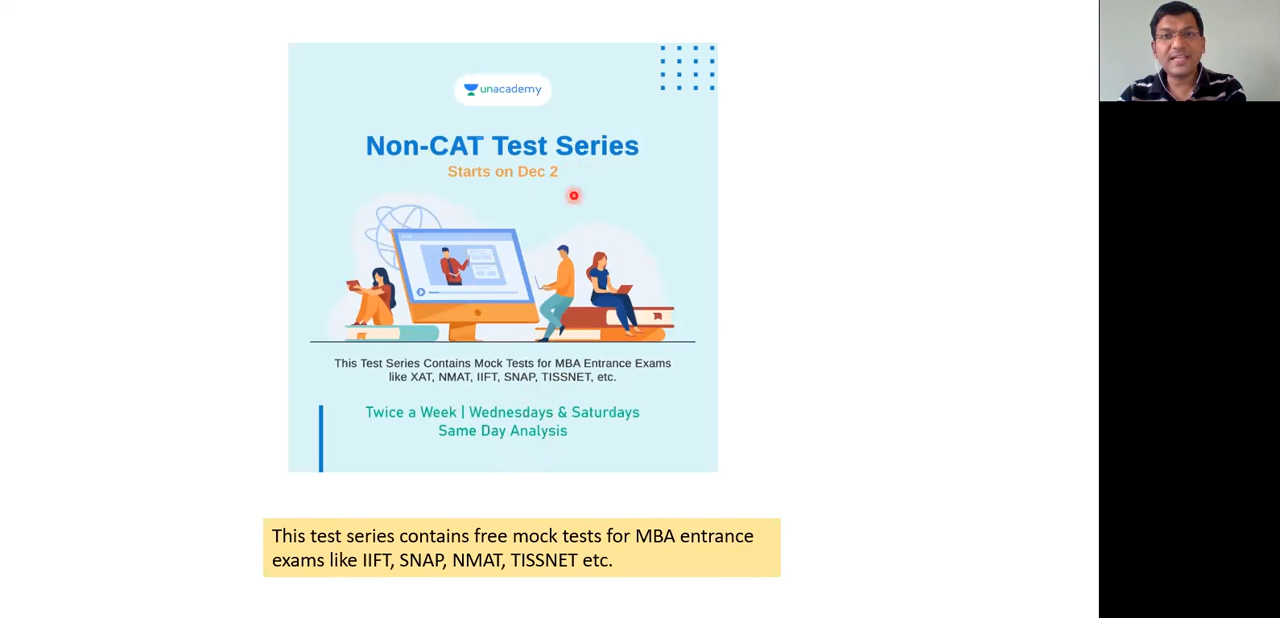 unacademy
Non-CAT Test Series
Starts on Dec 2
This Test Series Contains Mock Tests for MBA Entrance Exams
like XAT, NMAT, IIFT, SNAP, TISSNET, etc.
Twice a Week | Wednesdays & Saturdays
Same Day Analysis
This test series contains free mock tests for MBA entrance
exams like IIFT, SNAP, NMAT, TISSNET etc.